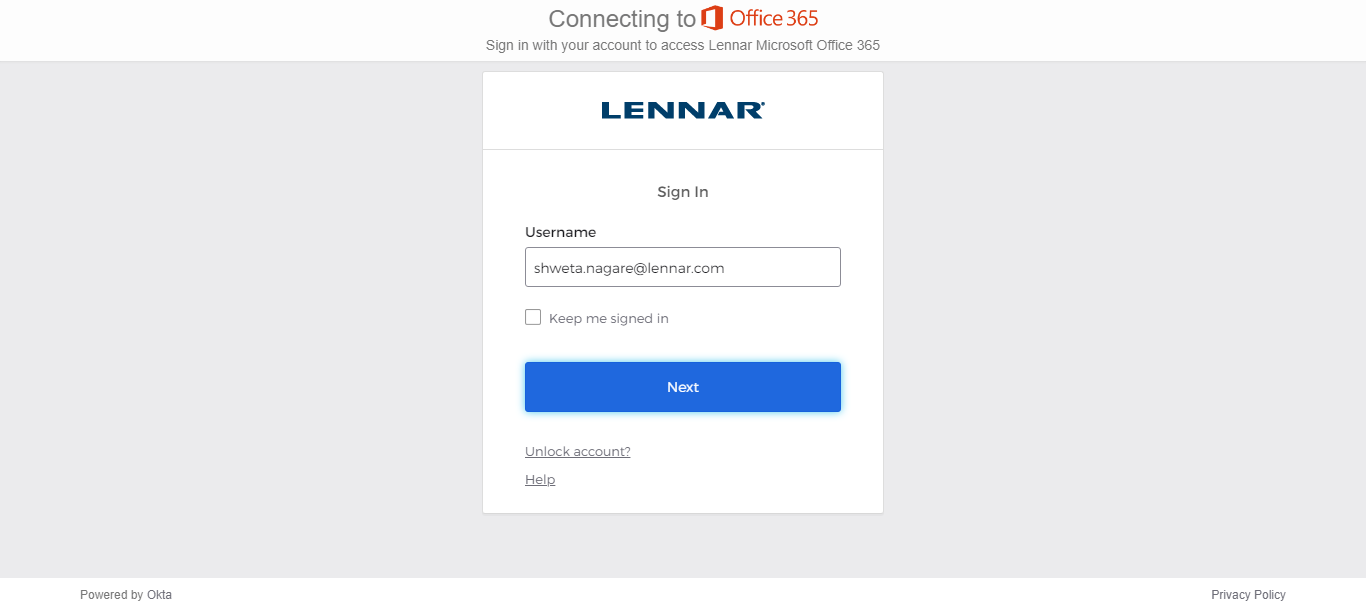 Connecting to Office 365
Sign in with your account to access Lennar Microsoft Office 365
LENNAR
Sign In
Username
shweta.nagare@lennar.com
Keep me signed in
Next
Unlock account?
Help
Powered by Okta
Privacy Policy